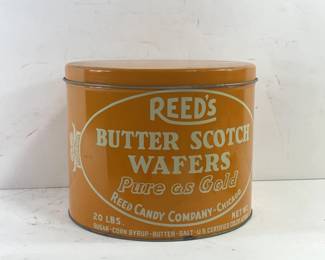 REED'S
BUTTER SCOTCH
WAFERS
Pure as Gold
REED CANDY COMPANY-CHICAGO
20 LBS. NET WT.
SUGAR-CORN SYRUP-BUTTER-SALT-U.S. CERTIFIED COLOR